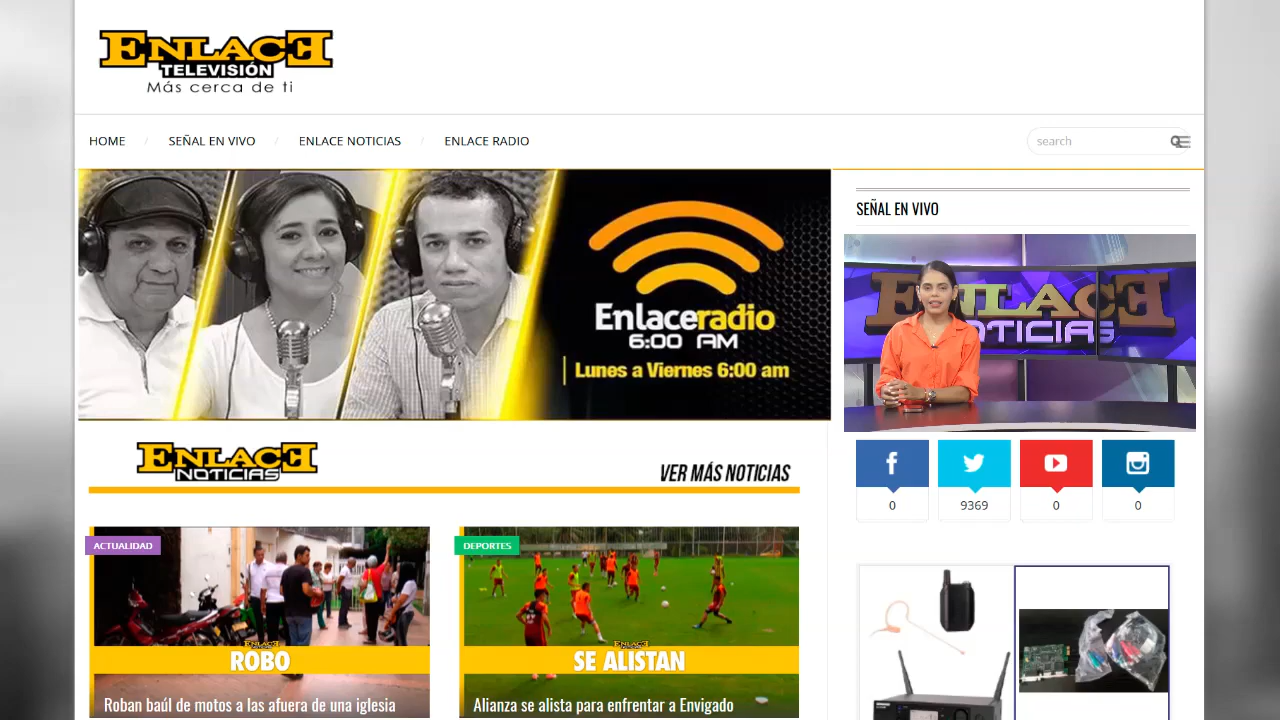 ENLACE
TELEVISIÓN
Más cerca de ti
HOME / SEÑAL EN VIVO / ENLACE NOTICIAS / ENLACE RADIO
search
Enlaceradio
6:00 AM
Lunes a Viernes 6:00 am
SEÑAL EN VIVO
ENLACE
NOTICIAS
0 9369 0 0
ENLACE
NOTICIAS
VER MÁS NOTICIAS
ACTUALIDAD
ENLACE
ROBO
Roban baúl de motos a las afuera de una iglesia
DEPORTES
ENLACE
SE ALISTAN
Alianza se alista para enfrentar a Envigado